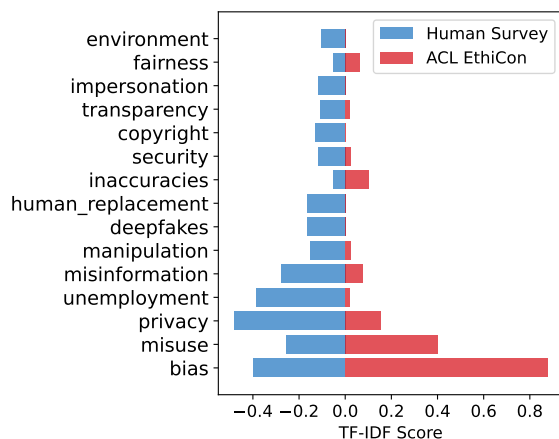 Human Survey
ACL EthiCon
environment
fairness
impersonation
transparency
copyright
security
inaccuracies
human_replacement
deepfakes
manipulation
misinformation
unemployment
privacy
misuse
bias
−0.4 −0.2 0.0 0.2 0.4 0.6 0.8
TF-IDF Score